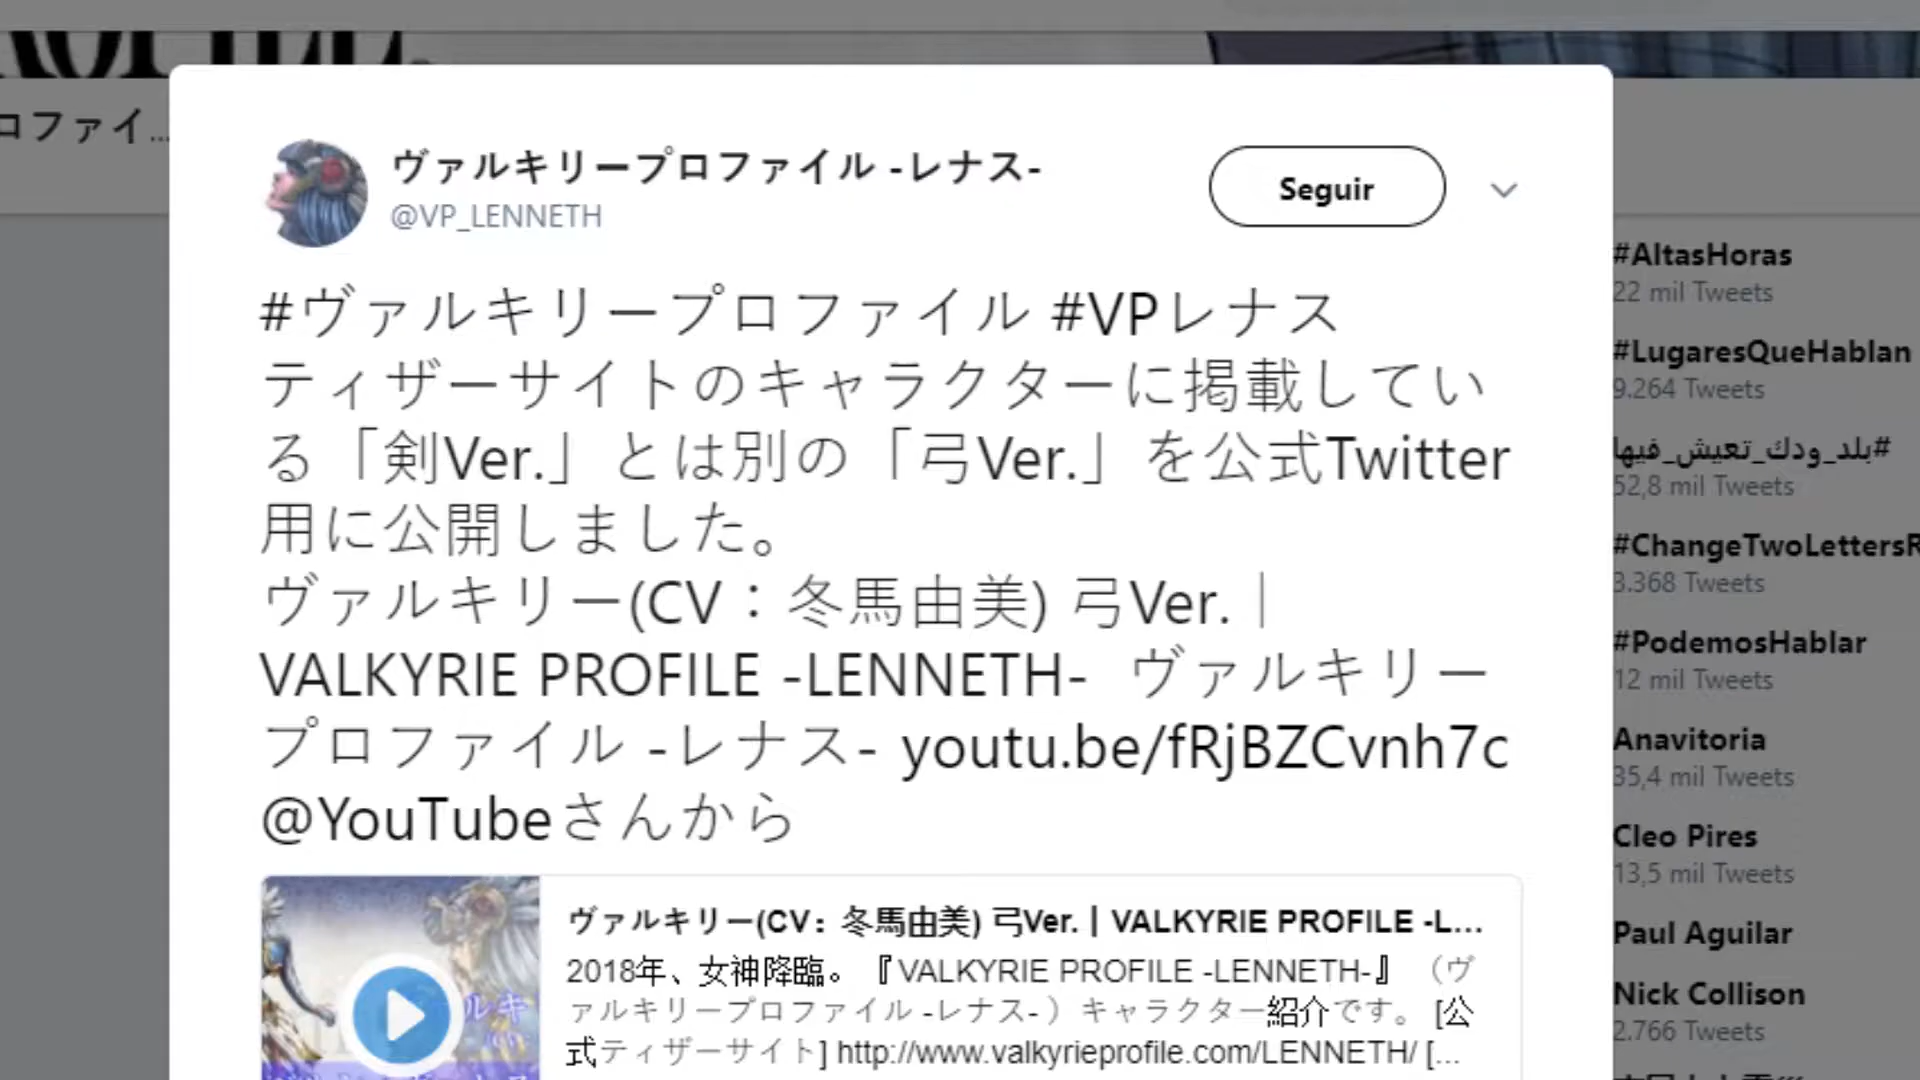 ロファイ...
ヴァルキリープロファイル -レナス-
@VP_LENNETH
Seguir
#ヴァルキリープロファイル #VPレナス
ティザーサイトのキャラクターに掲載してい
る「剣Ver.」とは別の「弓Ver.」を公式Twitter
用に公開しました。
ヴァルキリー(CV：冬馬由美) 弓Ver.｜
VALKYRIE PROFILE -LENNETH- ヴァルキリー
プロファイル -レナス- youtu.be/fRjBZCvnh7c
@YouTubeさんから
ヴァルキリー(CV：冬馬由美) 弓Ver. | VALKYRIE PROFILE -L...
2018年、女神降臨。『VALKYRIE PROFILE -LENNETH-』（ヴ
ァルキリープロファイル -レナス-）キャラクター紹介です。 [公
式ティザーサイト] http://www.valkyrieprofile.com/LENNETH/ [...
#AltasHoras
22 mil Tweets
#LugaresQueHablan
9.264 Tweets
#بلد_ودك_تعيش_فيها
52,8 mil Tweets
#ChangeTwoLettersR
3.368 Tweets
#PodemosHablar
12 mil Tweets
Anavitoria
35,4 mil Tweets
Cleo Pires
13,5 mil Tweets
Paul Aguilar
Nick Collison
2.766 Tweets